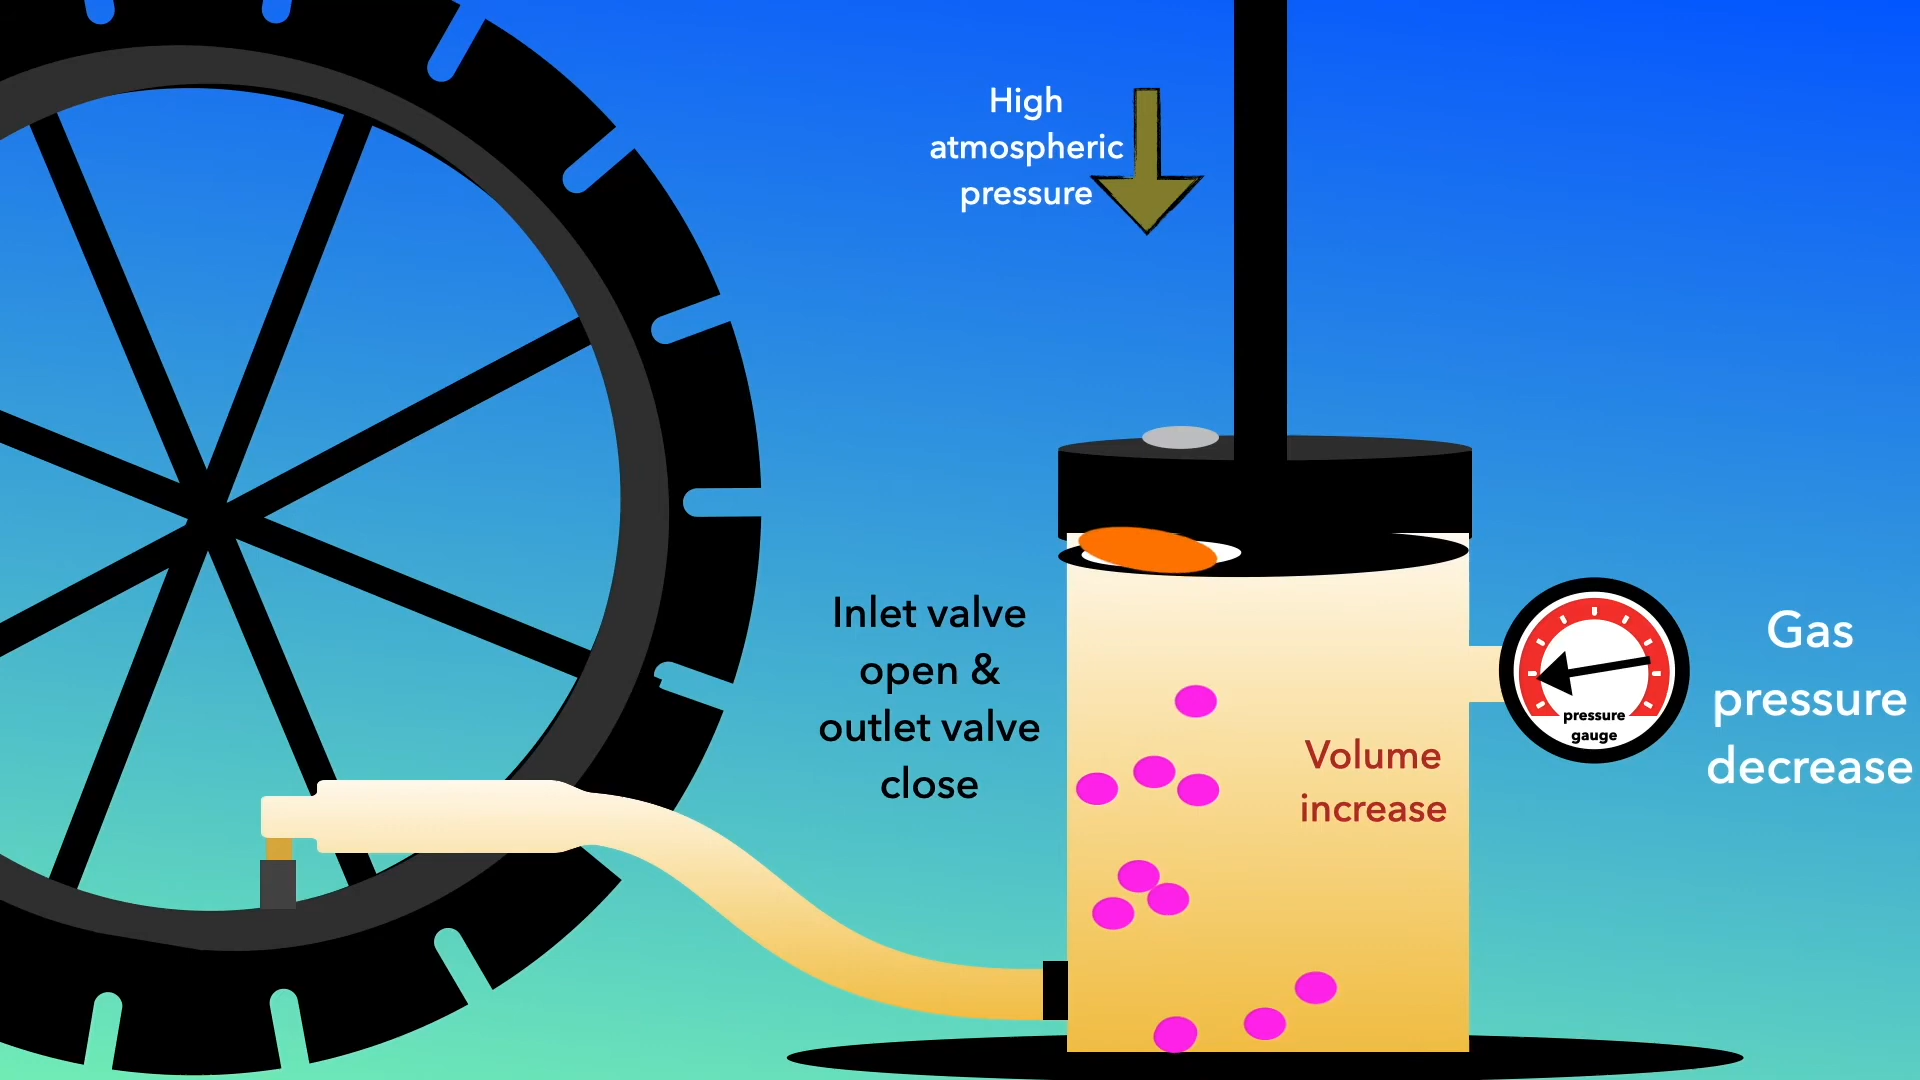 High
atmospheric
pressure
Inlet valve
open &
outlet valve
close
Volume
increase
pressure
gauge
Gas
pressure
decrease